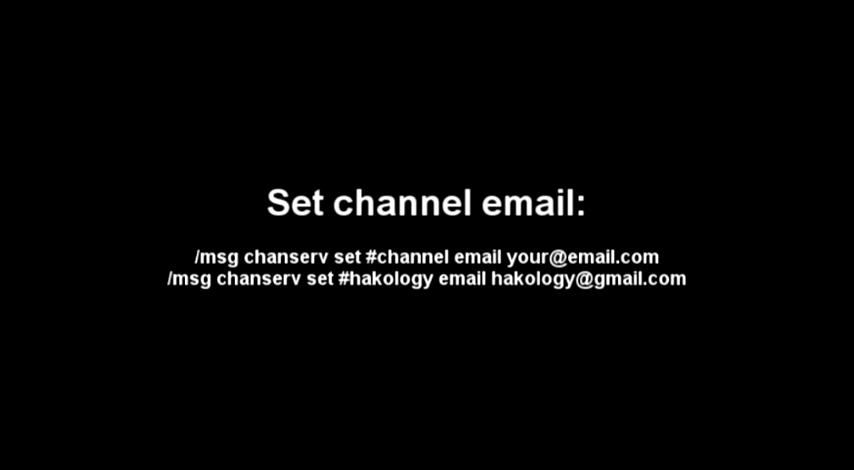 Set channel email:
/msg chanserv set #channel email your@email.com
/msg chanserv set #hakology email hakology@gmail.com